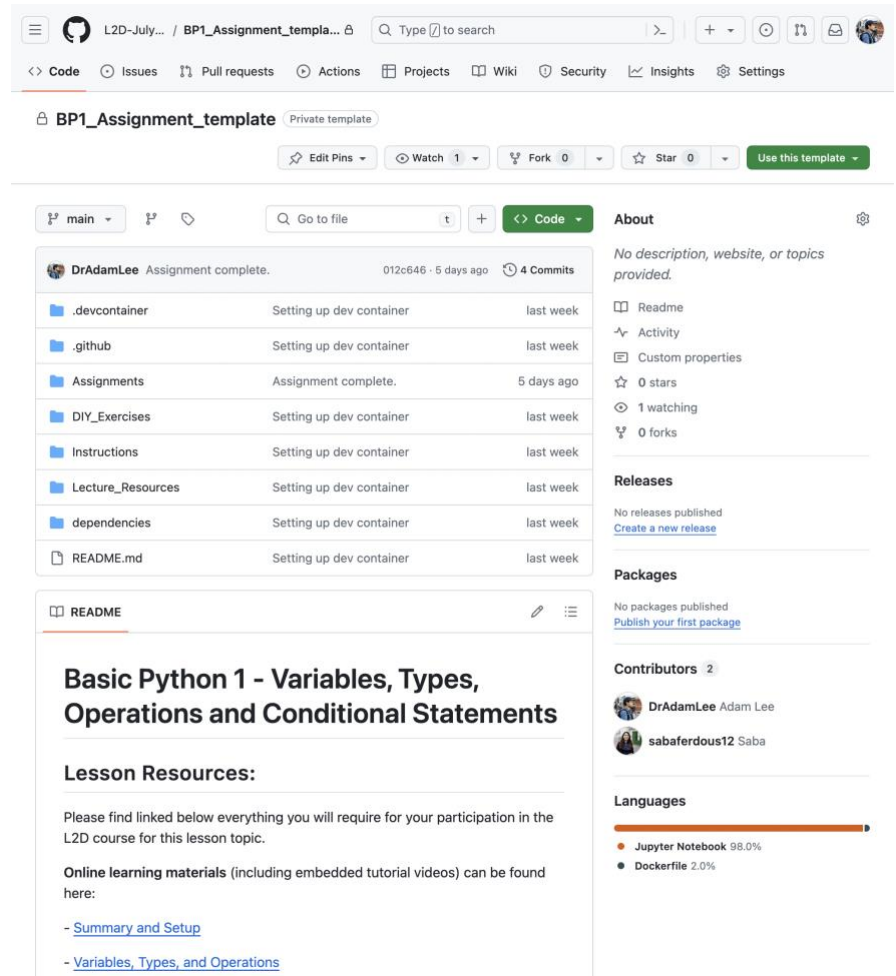 L2D-July... / BP1_Assignment_templa... Type / to search
Code Issues Pull requests Actions Projects Wiki Security Insights Settings
BP1_Assignment_template Private template
Edit Pins Watch 1 Fork 0 Star 0 Use this template
main Go to file t Code
DrAdamLee Assignment complete. 012c646 · 5 days ago 4 Commits
.devcontainer Setting up dev container last week
.github Setting up dev container last week
Assignments Assignment complete. 5 days ago
DIY_Exercises Setting up dev container last week
Instructions Setting up dev container last week
Lecture_Resources Setting up dev container last week
dependencies Setting up dev container last week
README.md Setting up dev container last week
README
Basic Python 1 - Variables, Types,
Operations and Conditional Statements
Lesson Resources:
Please find linked below everything you will require for your participation in the
L2D course for this lesson topic.
Online learning materials (including embedded tutorial videos) can be found
here:
- Summary and Setup
- Variables, Types, and Operations
About
No description, website, or topics
provided.
Readme
Activity
Custom properties
0 stars
1 watching
0 forks
Releases
No releases published
Create a new release
Packages
No packages published
Publish your first package
Contributors 2
DrAdamLee Adam Lee
sabaferdous12 Saba
Languages
Jupyter Notebook 98.0%
Dockerfile 2.0%